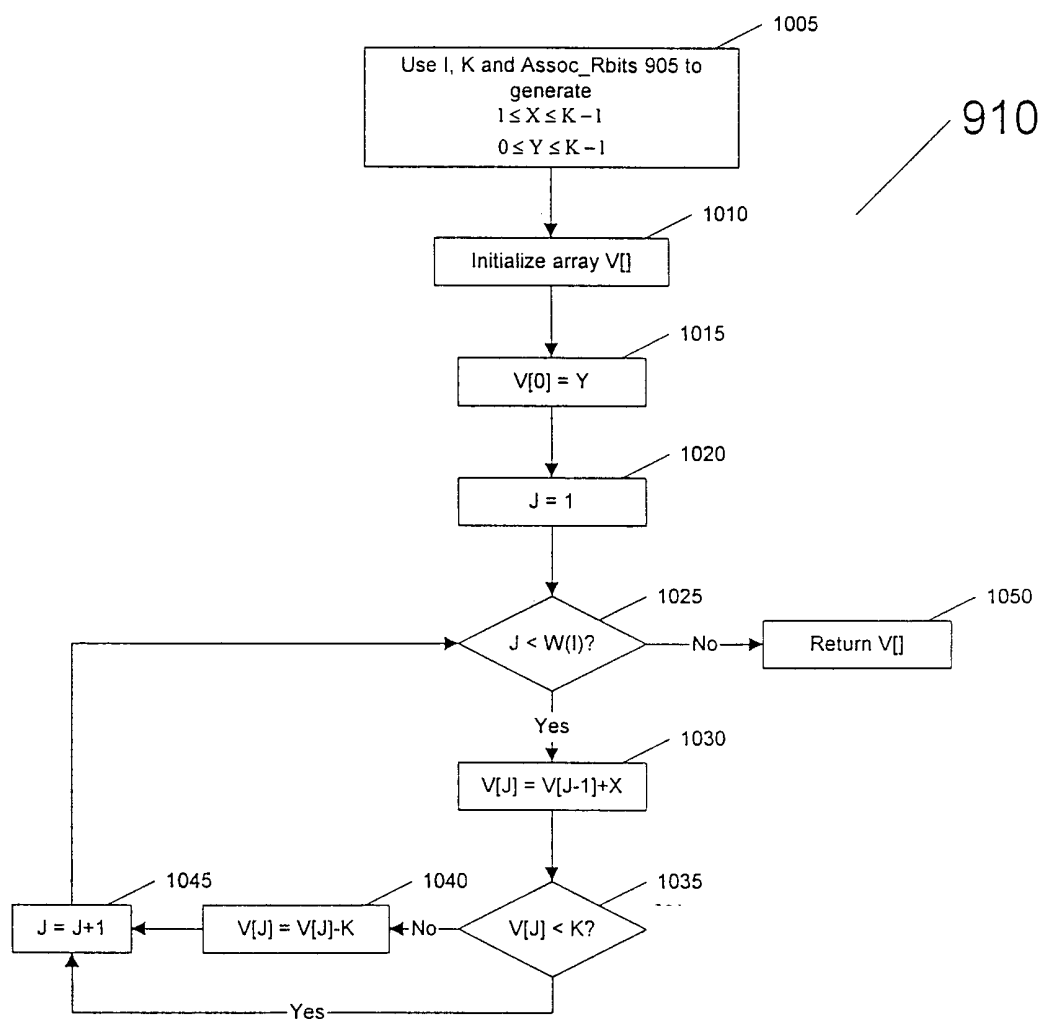 1005
Use I, K and Assoc_Rbits 905 to
generate
1 ≤ X ≤ K − 1
0 ≤ Y ≤ K − 1
910
1010
Initialize array V[]
1015
V[0] = Y
1020
J = 1
1025
J < W(I)?
No
1050
Return V[]
Yes
1030
V[J] = V[J-1]+X
1035
V[J] < K?
No
1040
V[J] = V[J]-K
1045
J = J+1
Yes